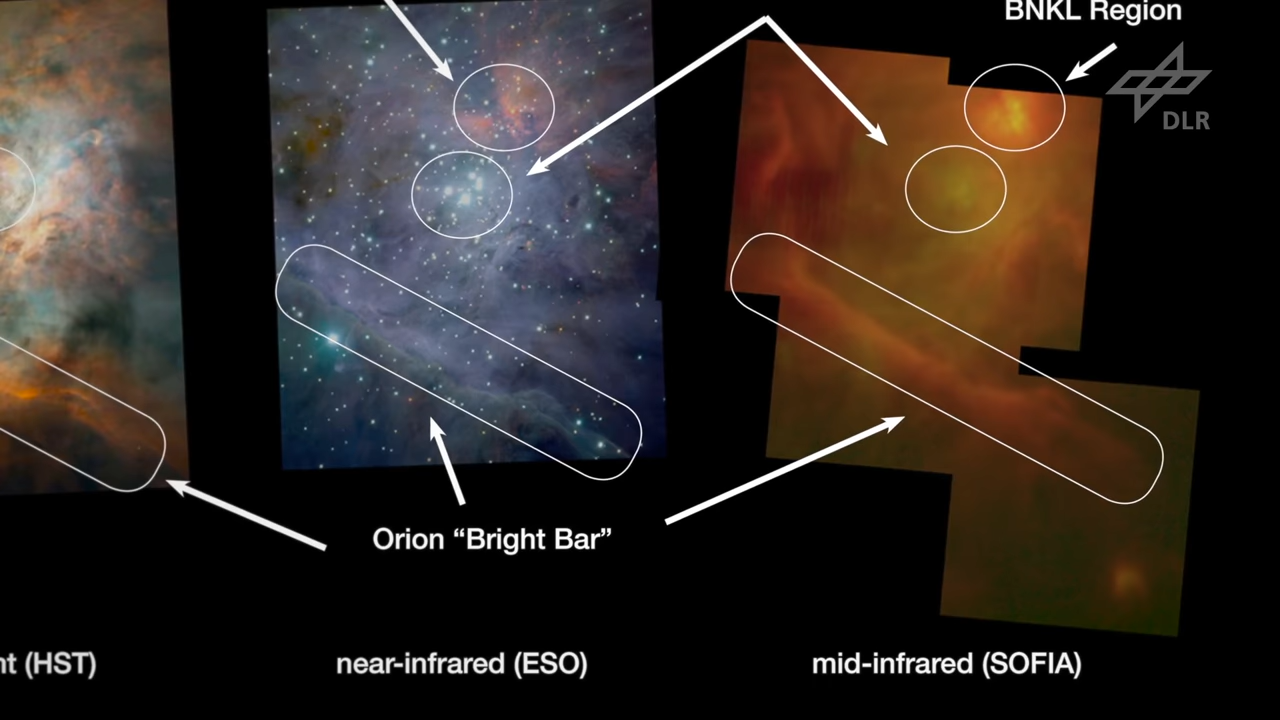 BNKL Region
DLR
Orion “Bright Bar”
nt (HST)
near-infrared (ESO)
mid-infrared (SOFIA)